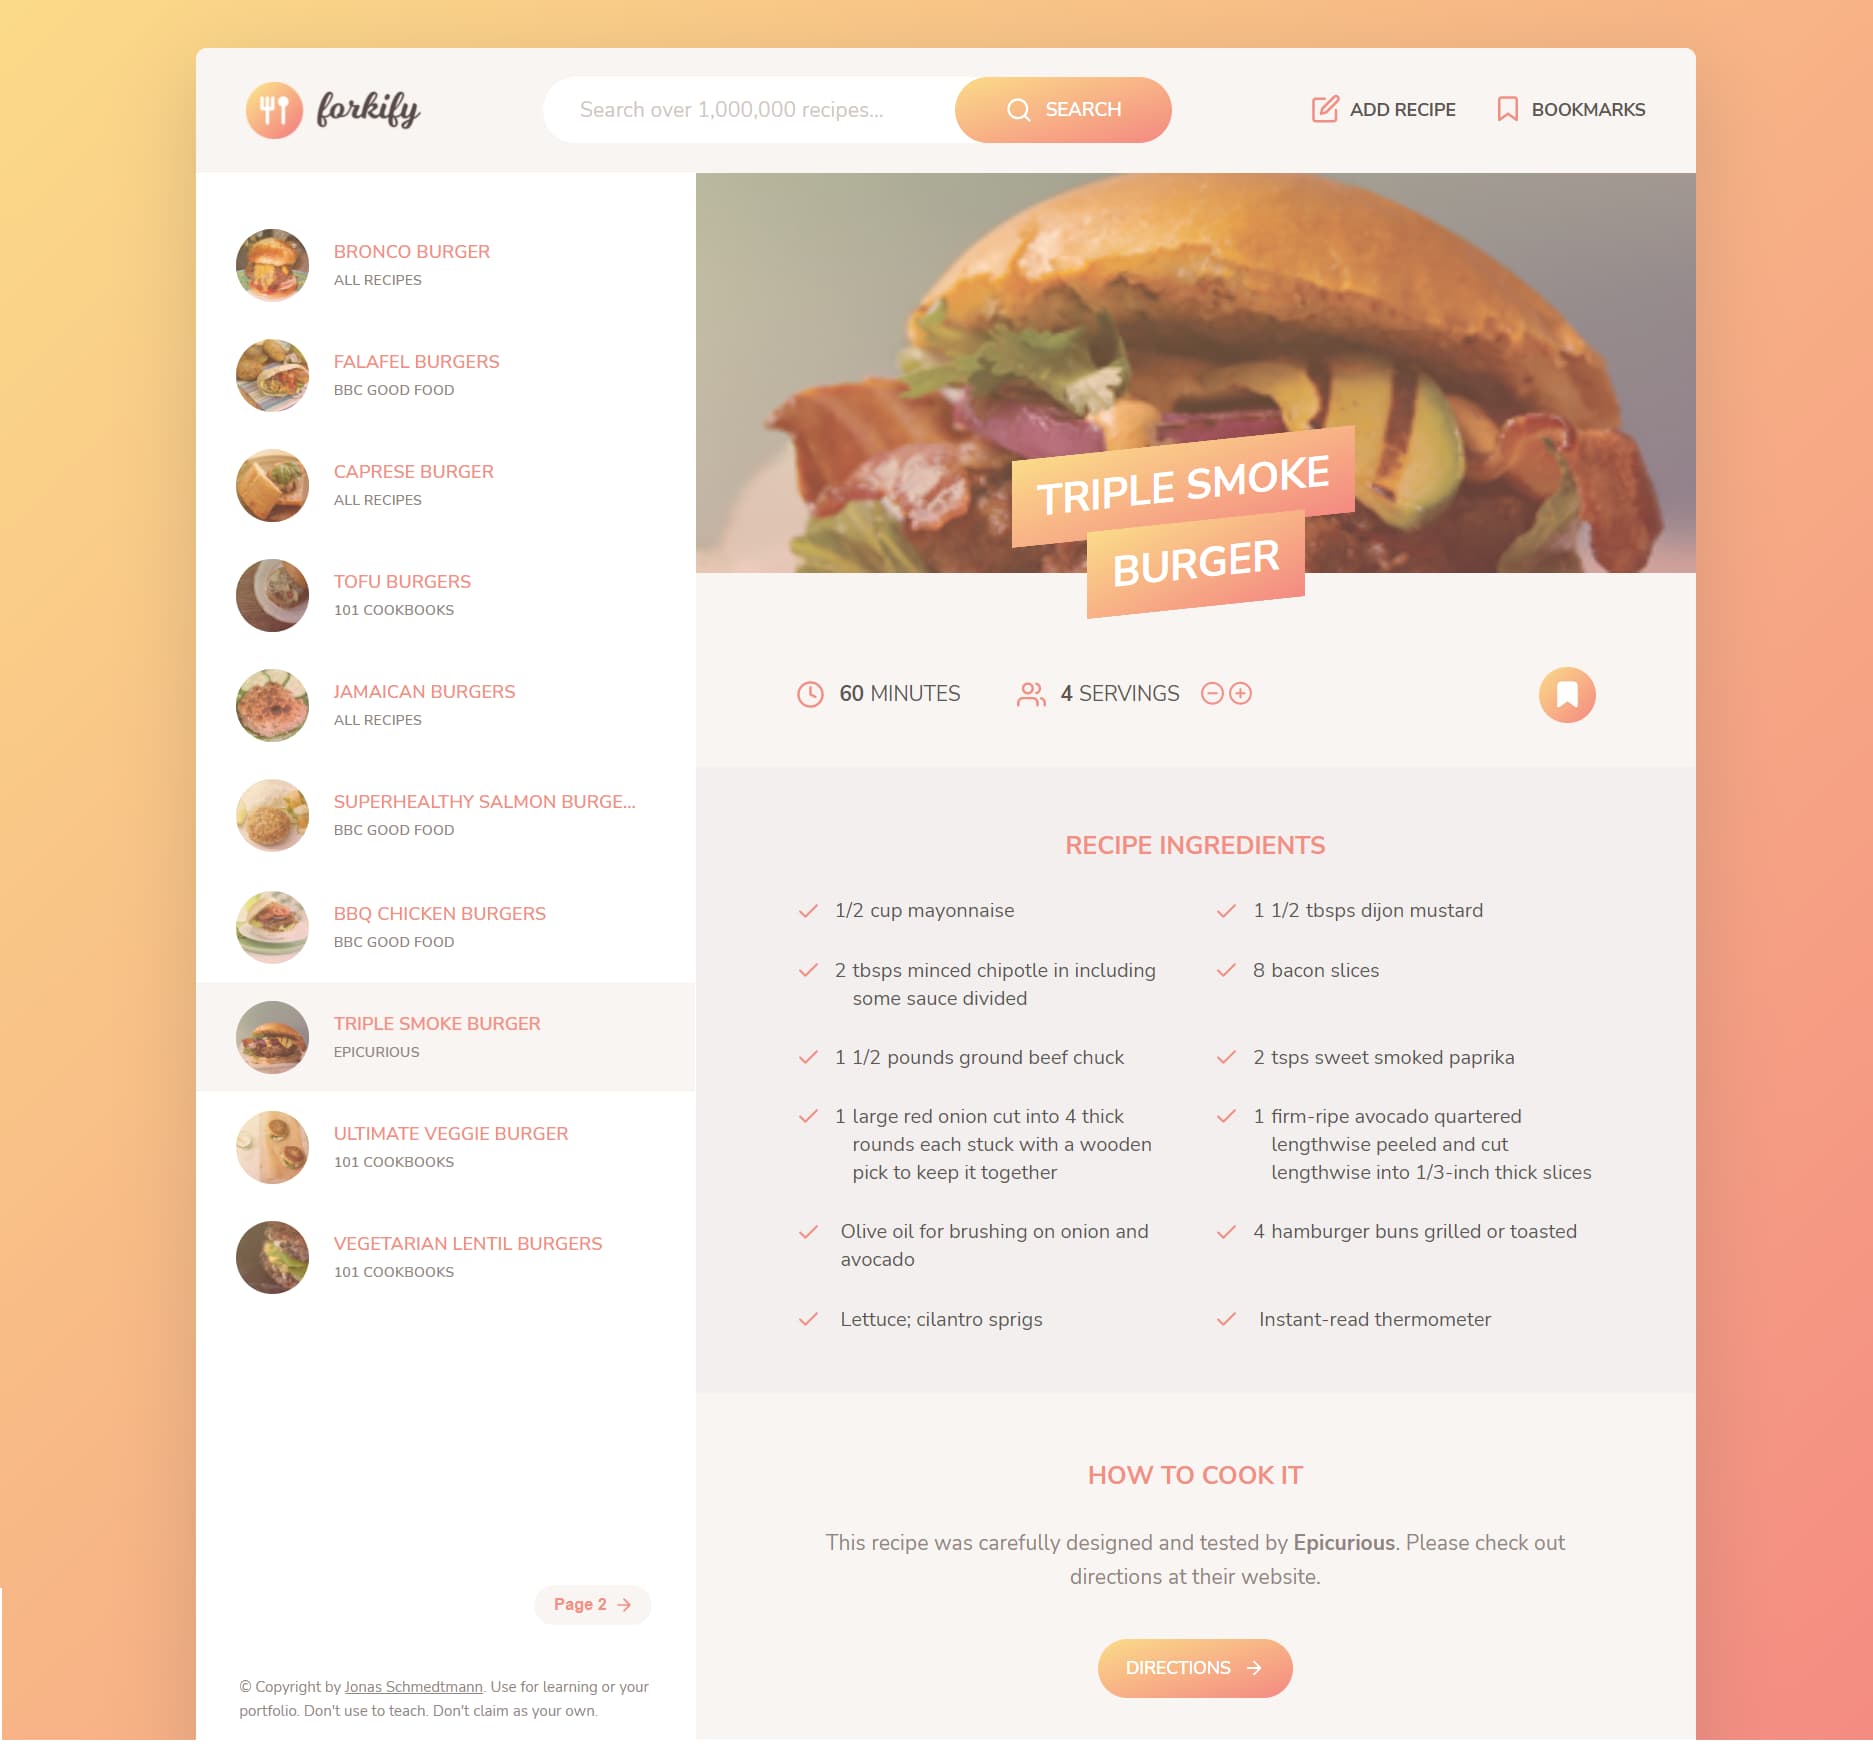 forkify
Search over 1,000,000 recipes...
SEARCH
ADD RECIPE
BOOKMARKS
BRONCO BURGER
ALL RECIPES
FALAFEL BURGERS
BBC GOOD FOOD
CAPRESE BURGER
ALL RECIPES
TOFU BURGERS
101 COOKBOOKS
JAMAICAN BURGERS
ALL RECIPES
SUPERHEALTHY SALMON BURGE...
BBC GOOD FOOD
BBQ CHICKEN BURGERS
BBC GOOD FOOD
TRIPLE SMOKE BURGER
EPICURIOUS
ULTIMATE VEGGIE BURGER
101 COOKBOOKS
VEGETARIAN LENTIL BURGERS
101 COOKBOOKS
Page 2
© Copyright by Jonas Schmedtmann. Use for learning or your
portfolio. Don't use to teach. Don't claim as your own.
TRIPLE SMOKE
BURGER
60 MINUTES
4 SERVINGS
RECIPE INGREDIENTS
1/2 cup mayonnaise
1 1/2 tbsps dijon mustard
2 tbsps minced chipotle in including
some sauce divided
8 bacon slices
1 1/2 pounds ground beef chuck
2 tsps sweet smoked paprika
1 large red onion cut into 4 thick
rounds each stuck with a wooden
pick to keep it together
1 firm-ripe avocado quartered
lengthwise peeled and cut
lengthwise into 1/3-inch thick slices
Olive oil for brushing on onion and
avocado
4 hamburger buns grilled or toasted
Lettuce; cilantro sprigs
Instant-read thermometer
HOW TO COOK IT
This recipe was carefully designed and tested by Epicurious. Please check out
directions at their website.
DIRECTIONS